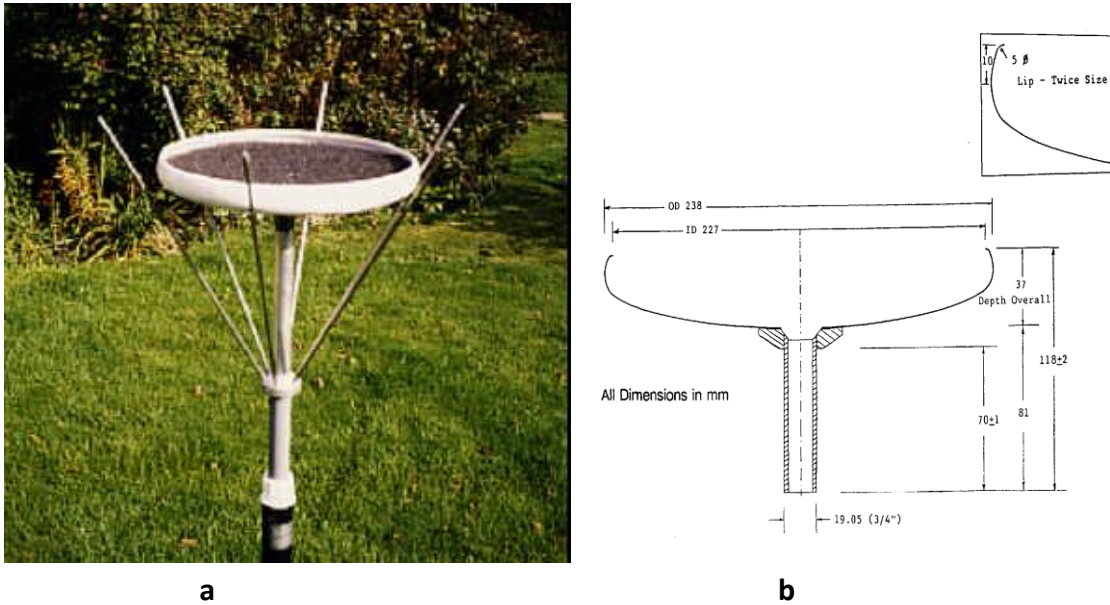 10
5 ø
Lip - Twice Size
OD 238
ID 227
37
Depth Overall
118±2
All Dimensions in mm
70±1
81
19.05 (3/4")
a
b